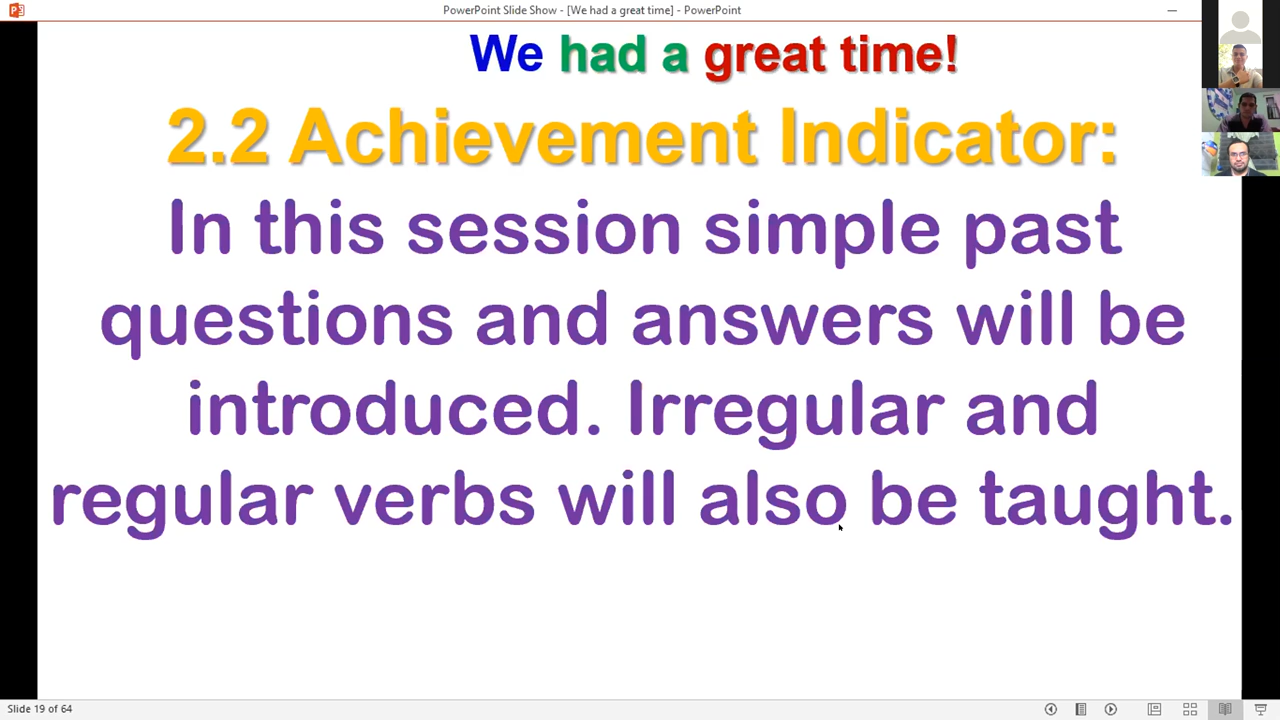 PowerPoint Slide Show - [We had a great time] - PowerPoint
We had a great time!
2.2 Achievement Indicator:
In this session simple past
questions and answers will be
introduced. Irregular and
regular verbs will also be taught.
Slide 19 of 64